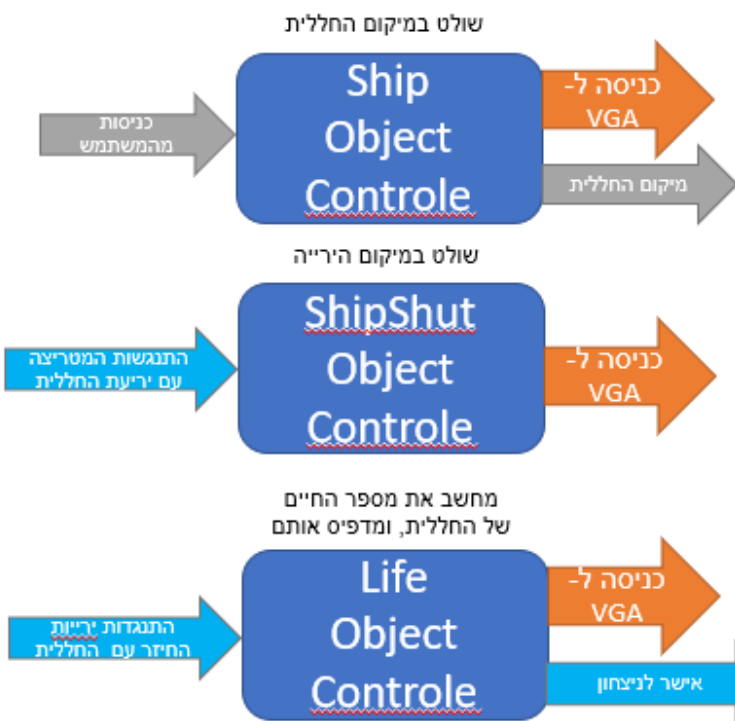 שולט במיקום החללית
כניסות
מהמשתמש
Ship
Object
Controle
כניסה ל-
VGA
מיקום החללית
שולט במיקום הירייה
התנגשות המטריצה
עם יריעת החללית
ShipShut
Object
Controle
כניסה ל-
VGA
מחשב את מספר החיים
של החללית, ומדפיס אותם
התנגדות יריות
החיזר עם החללית
Life
Object
Controle
כניסה ל-
VGA
אישר לניצחון